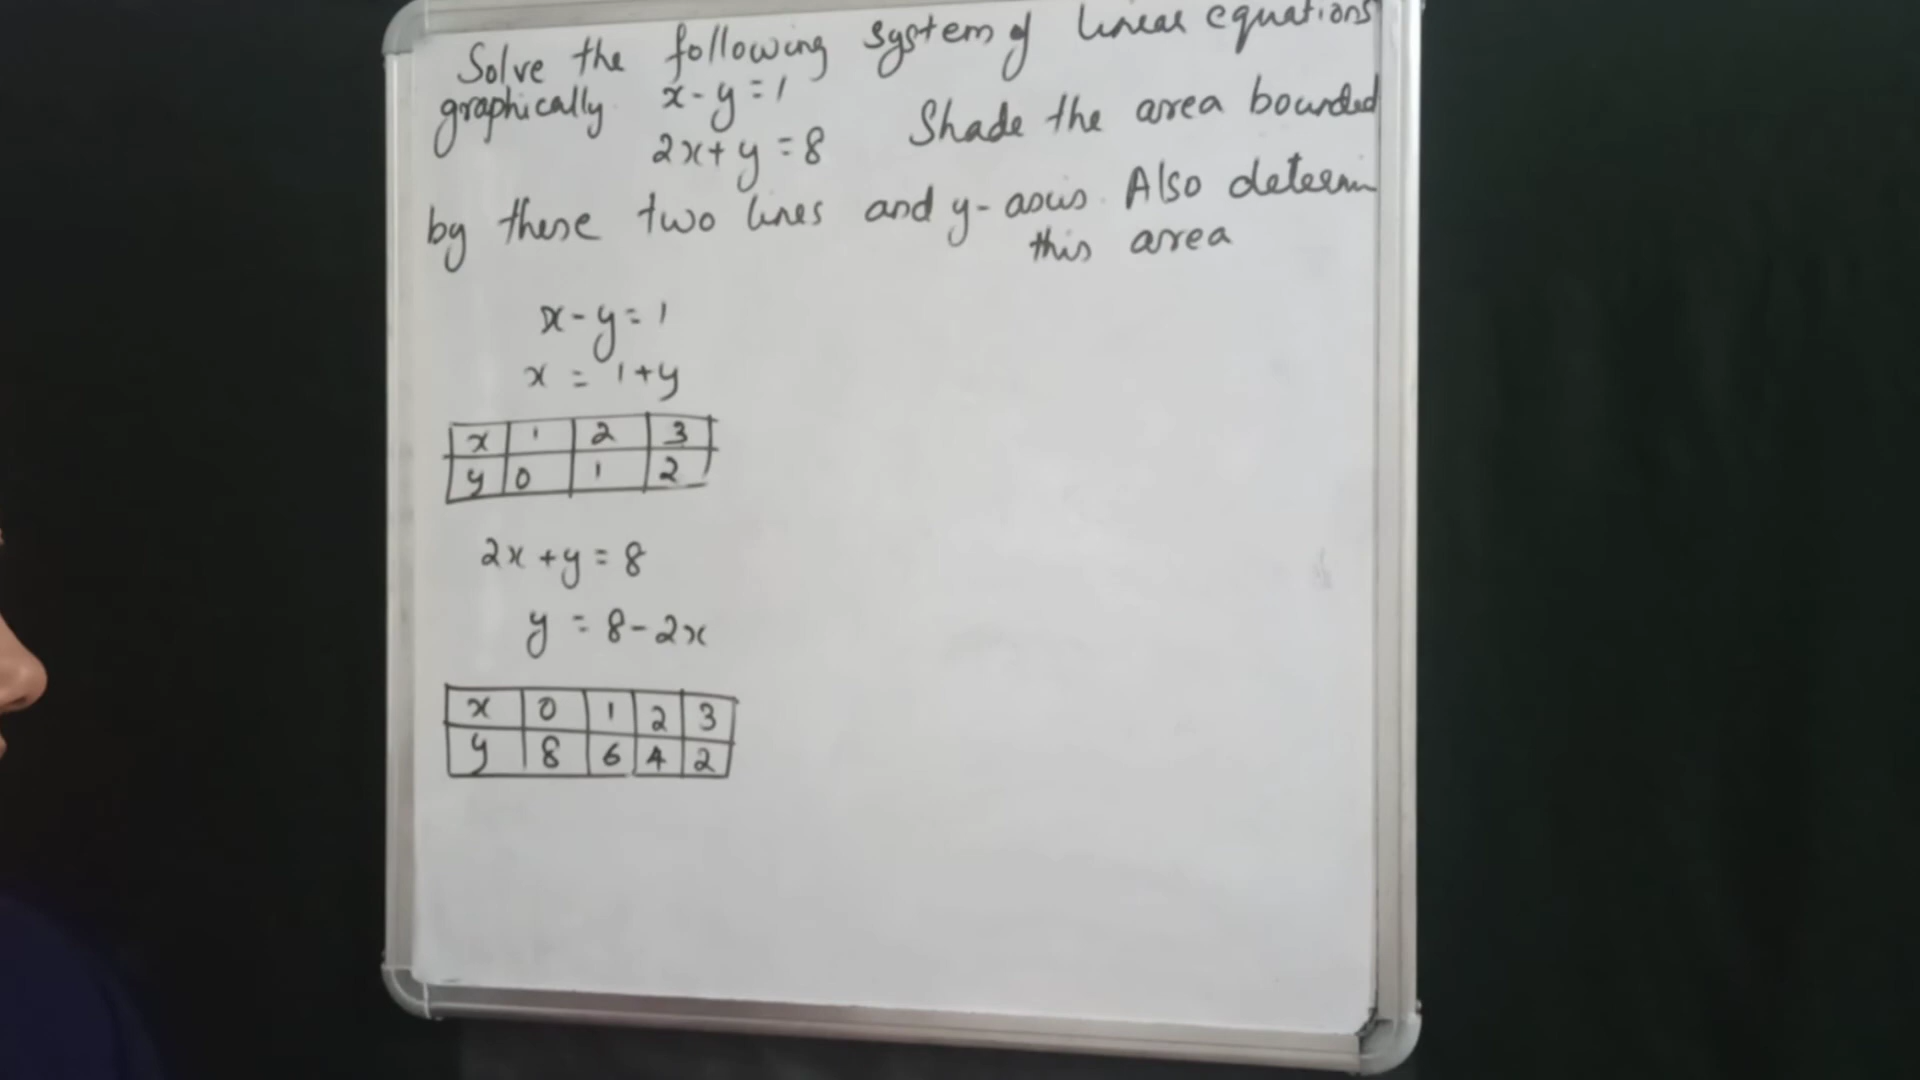 Solve the following system of linear equations
graphically x - y = 1
2x + y = 8 Shade the area bounded
by these two lines and y-axis. Also determin
this area
x - y = 1
x = 1 + y
x 1 2 3
y 0 1 2
2x + y = 8
y = 8 - 2x
x 0 1 2 3
y 8 6 4 2